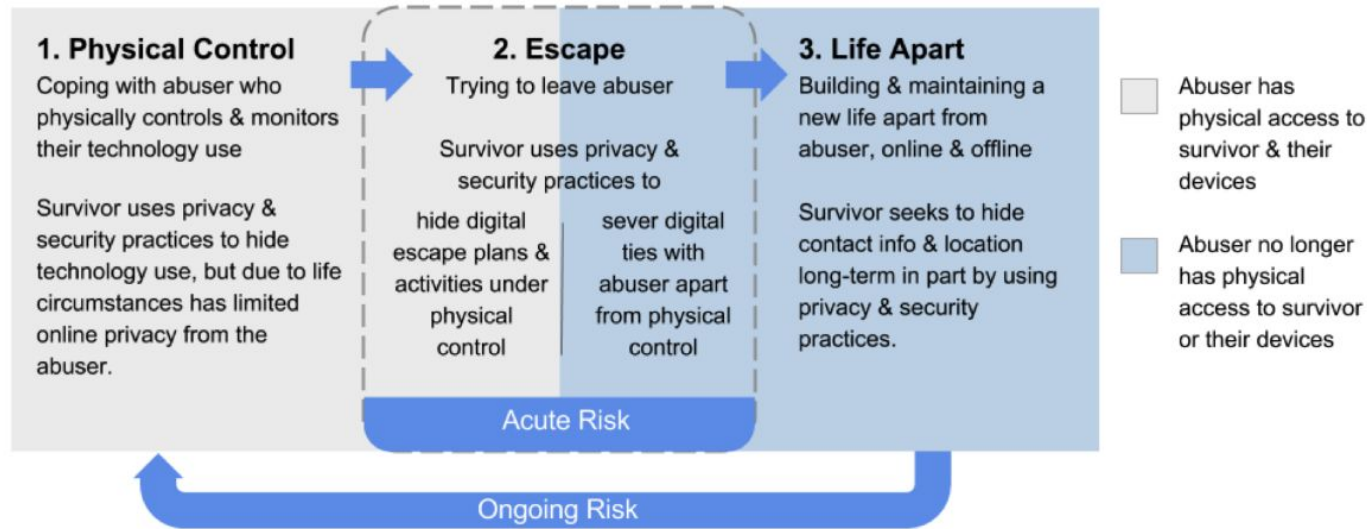 1. Physical Control
Coping with abuser who
physically controls & monitors
their technology use
Survivor uses privacy &
security practices to hide
technology use, but due to life
circumstances has limited
online privacy from the
abuser.
2. Escape
Trying to leave abuser
Survivor uses privacy &
security practices to
hide digital
escape plans &
activities under
physical
control
sever digital
ties with
abuser apart
from physical
control
Acute Risk
3. Life Apart
Building & maintaining a
new life apart from
abuser, online & offline
Survivor seeks to hide
contact info & location
long-term in part by using
privacy & security
practices.
Ongoing Risk
Abuser has
physical access to
survivor & their
devices
Abuser no longer
has physical
access to survivor
or their devices